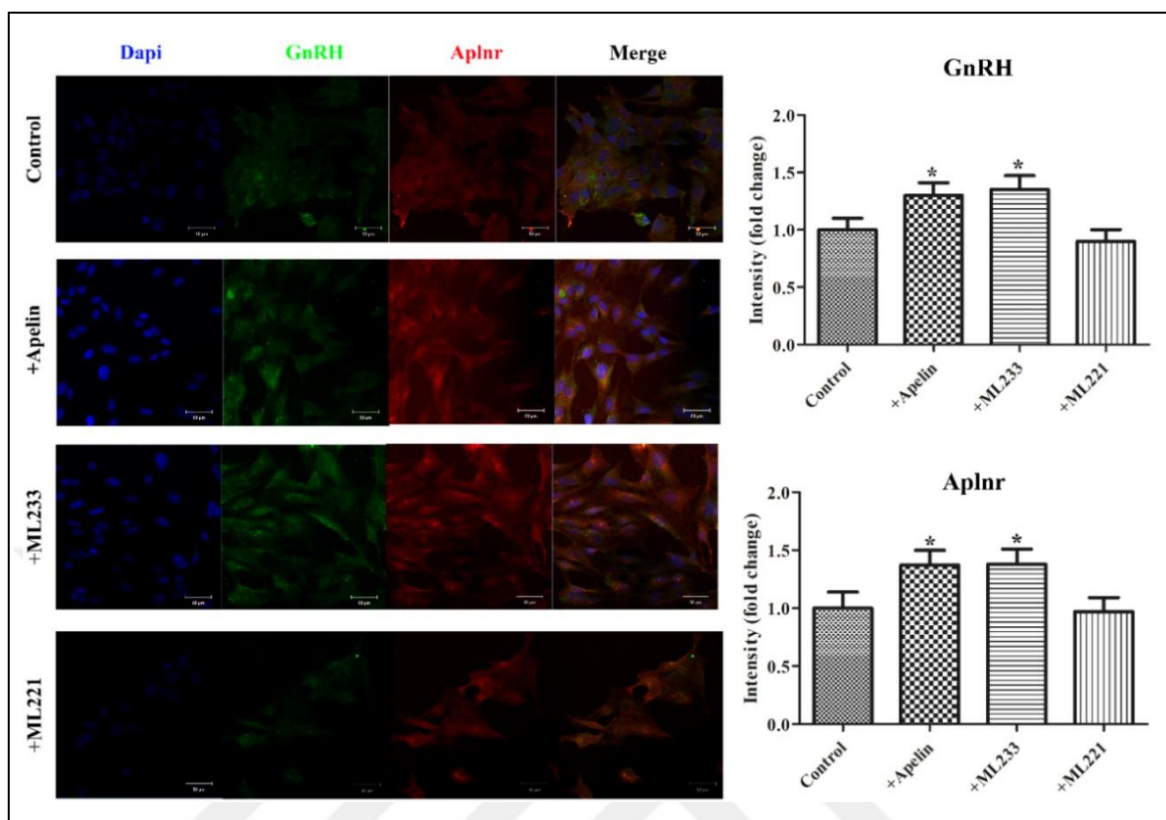 Dapi GnRH Aplnr Merge
Control
+Apelin
+ML233
+ML221
GnRH
Intensity (fold change)
2.0
1.5
1.0
0.5
0.0
* *
Control +Apelin +ML233 +ML221
Aplnr
Intensity (fold change)
2.0
1.5
1.0
0.5
0.0
* *
Control +Apelin +ML233 +ML221